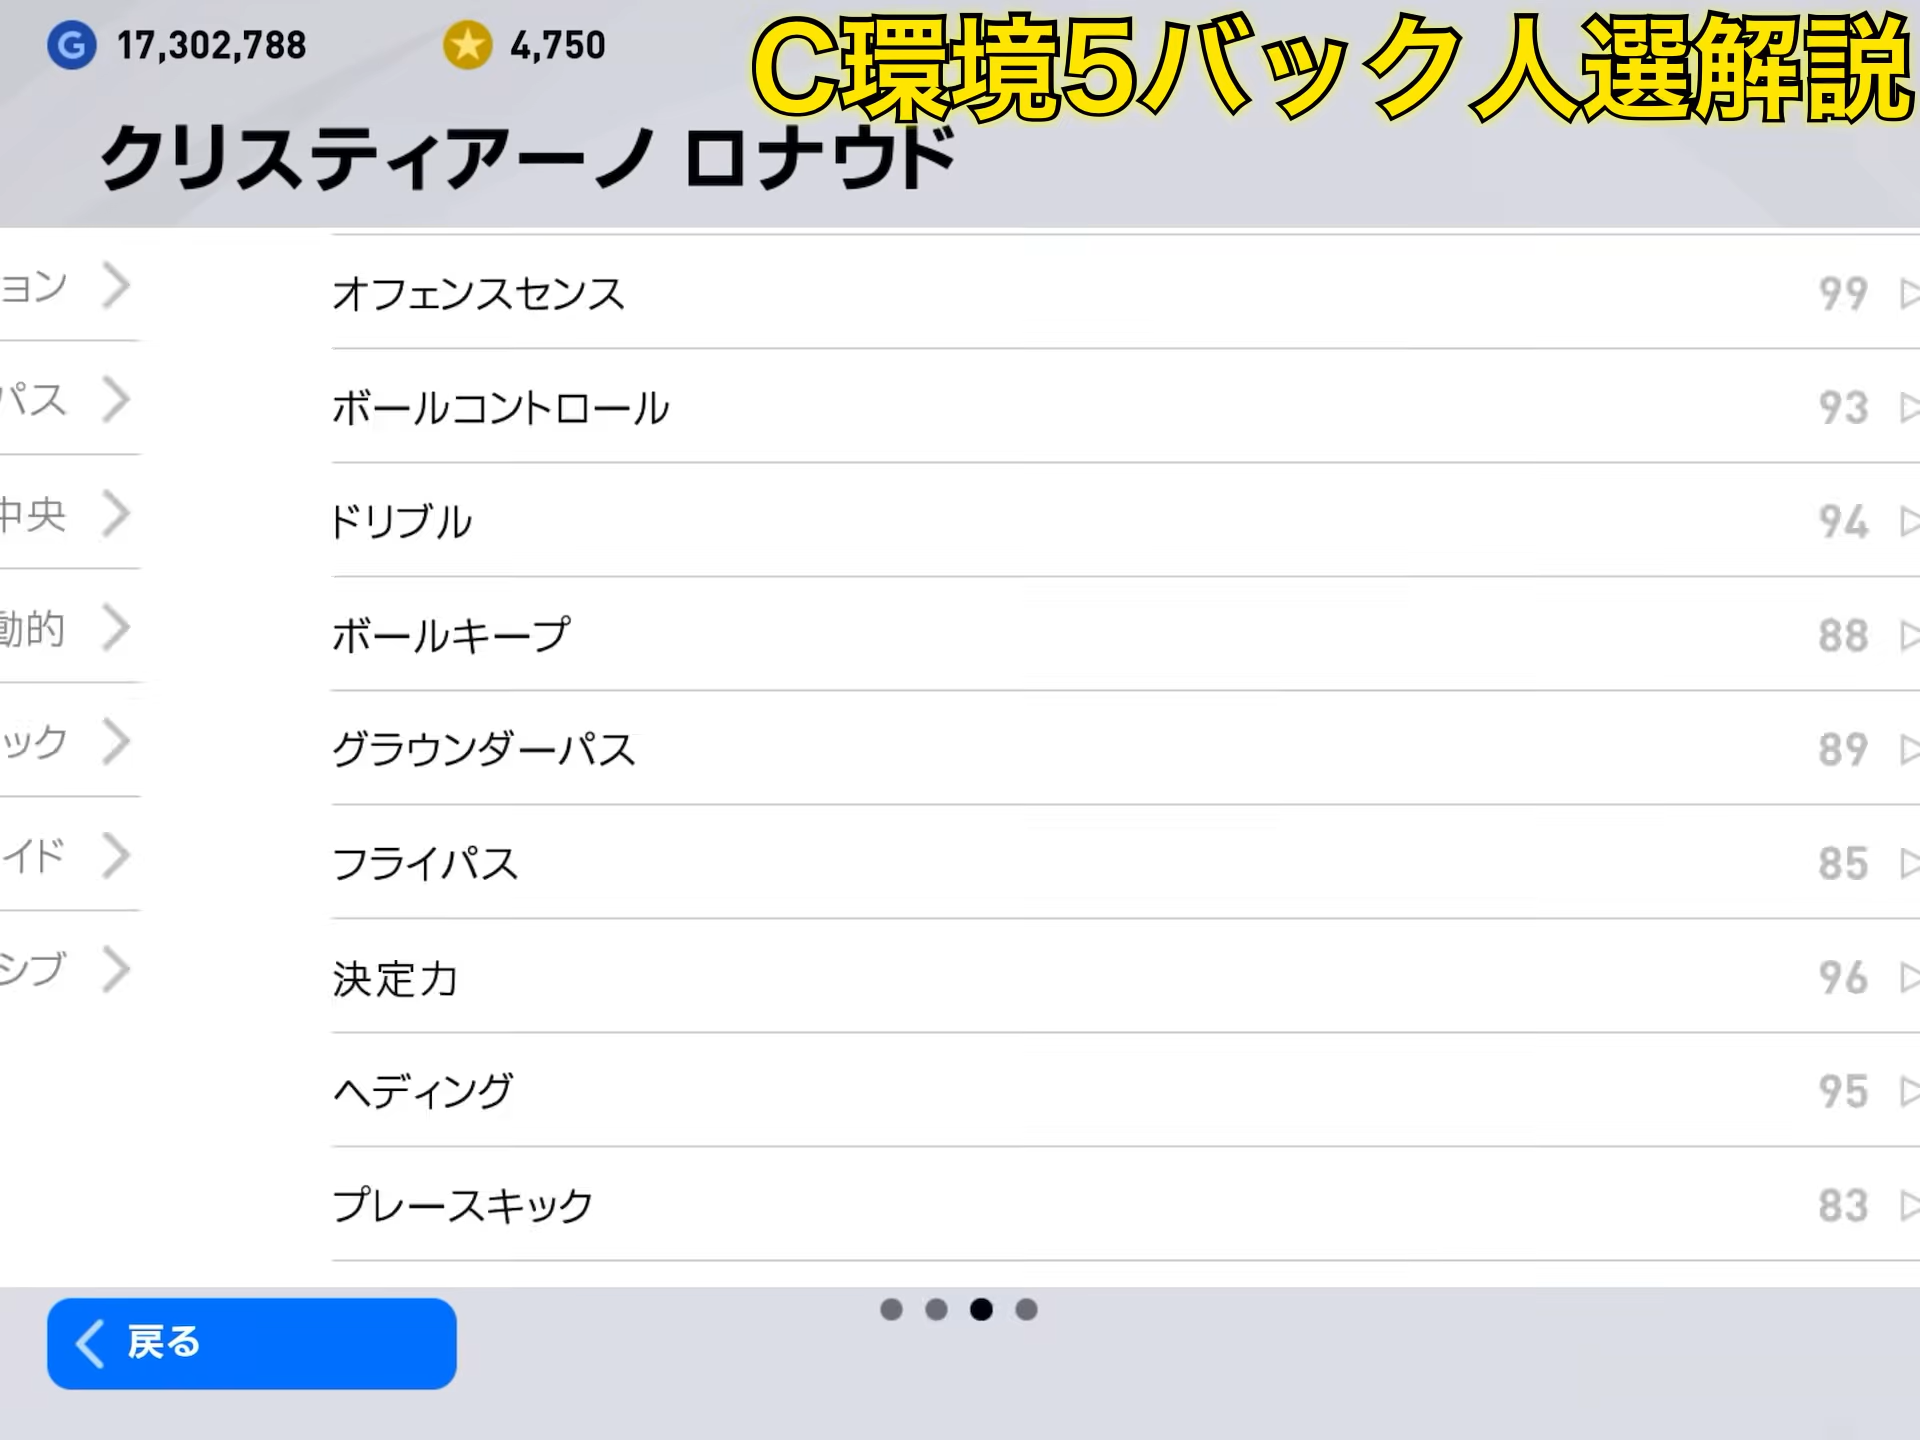 17,302,788
4,750
C環境5バック人選解説
クリスティアーノ ロナウド
ョン
オフェンスセンス 99
パス
ボールコントロール 93
中央
ドリブル 94
動的
ボールキープ 88
ック
グラウンダーパス 89
イド
フライパス 85
シブ
決定力 96
ヘディング 95
プレースキック 83
戻る